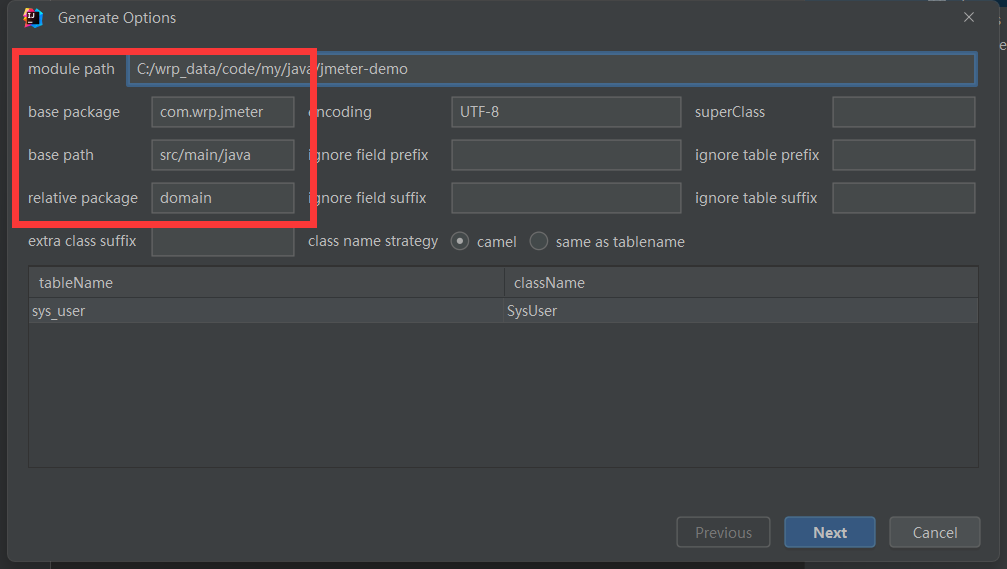 Generate Options
module path C:/wrp_data/code/my/java/jmeter-demo
base package com.wrp.jmeter encoding UTF-8 superClass
base path src/main/java ignore field prefix ignore table prefix
relative package domain ignore field suffix ignore table suffix
extra class suffix class name strategy camel same as tablename
tableName className
sys_user SysUser
Previous Next Cancel